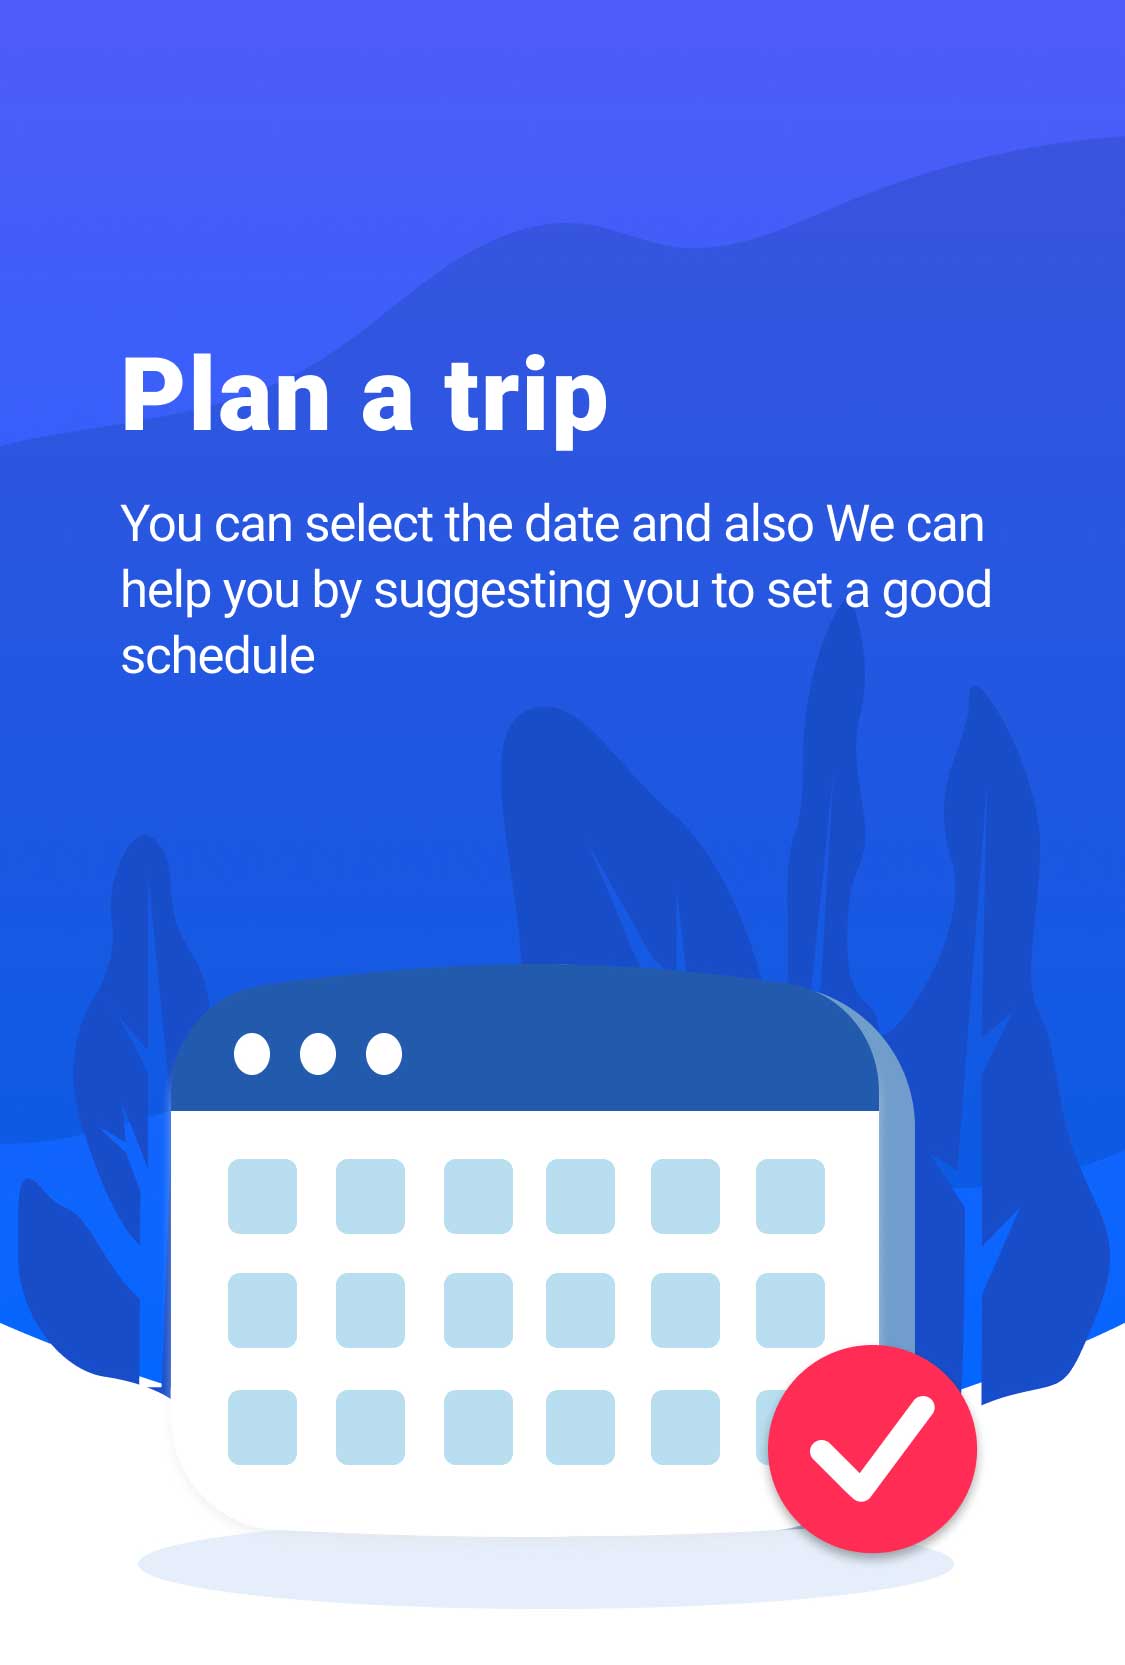 Plan a trip
You can select the date and also We can
help you by suggesting you to set a good
schedule